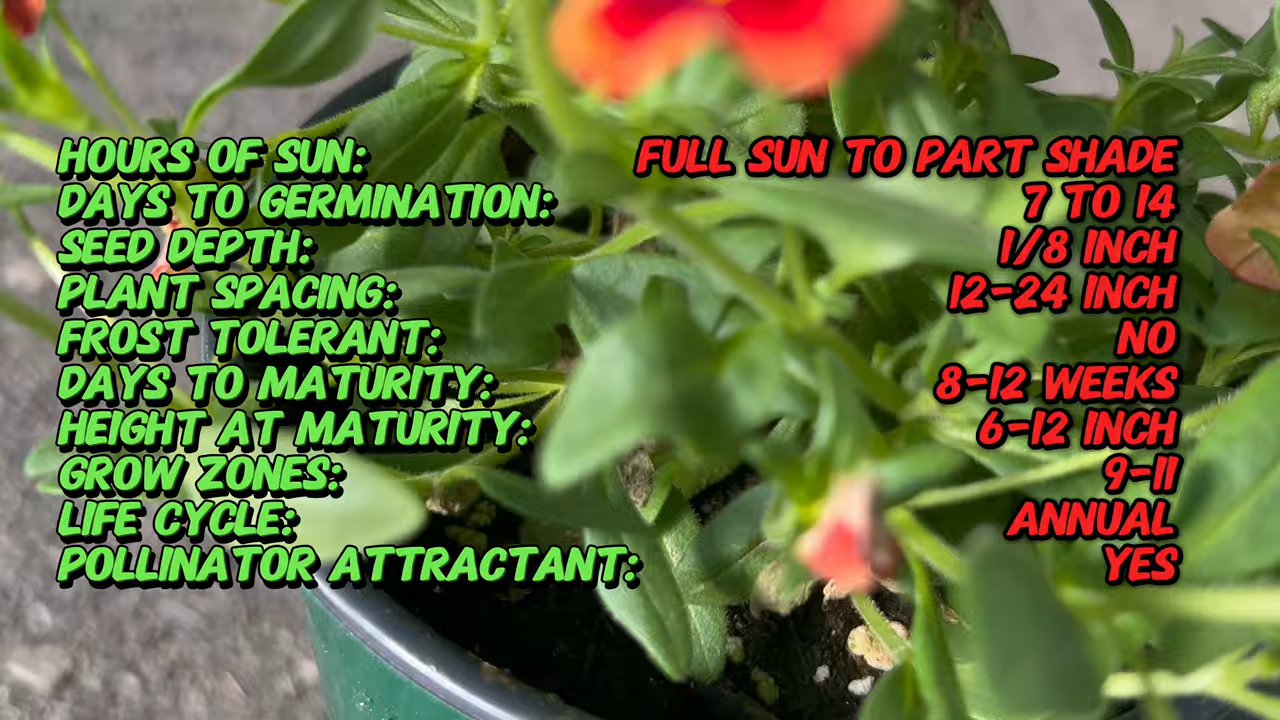 HOURS OF SUN: FULL SUN TO PART SHADE
DAYS TO GERMINATION: 7 TO 14
SEED DEPTH: 1/8 INCH
PLANT SPACING: 12-24 INCH
FROST TOLERANT: NO
DAYS TO MATURITY: 8-12 WEEKS
HEIGHT AT MATURITY: 6-12 INCH
GROW ZONES: 9-11
LIFE CYCLE: ANNUAL
POLLINATOR ATTRACTANT: YES